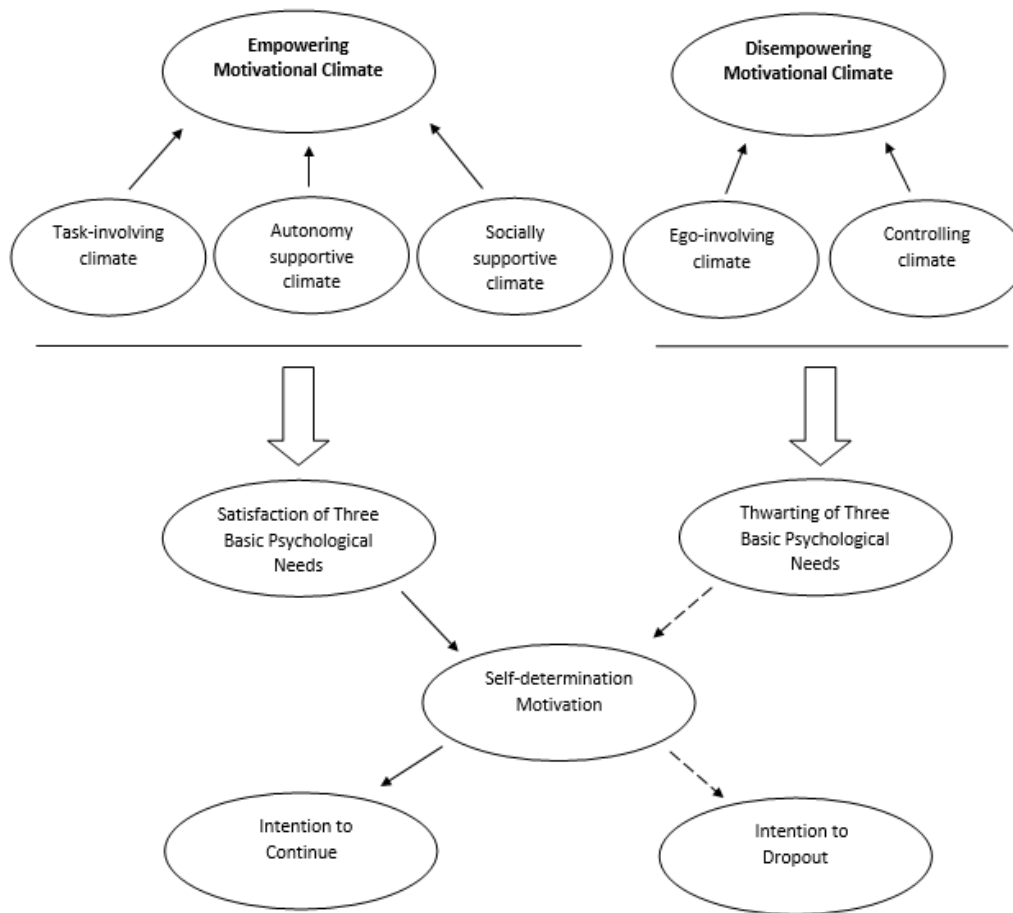 Empowering
Motivational Climate
Disempowering
Motivational Climate
Task-involving
climate
Autonomy
supportive
climate
Socially
supportive climate
Ego-involving
climate
Controlling
climate
Satisfaction of Three
Basic Psychological
Needs
Thwarting of Three
Basic Psychological
Needs
Self-determination
Motivation
Intention to
Continue
Intention to
Dropout